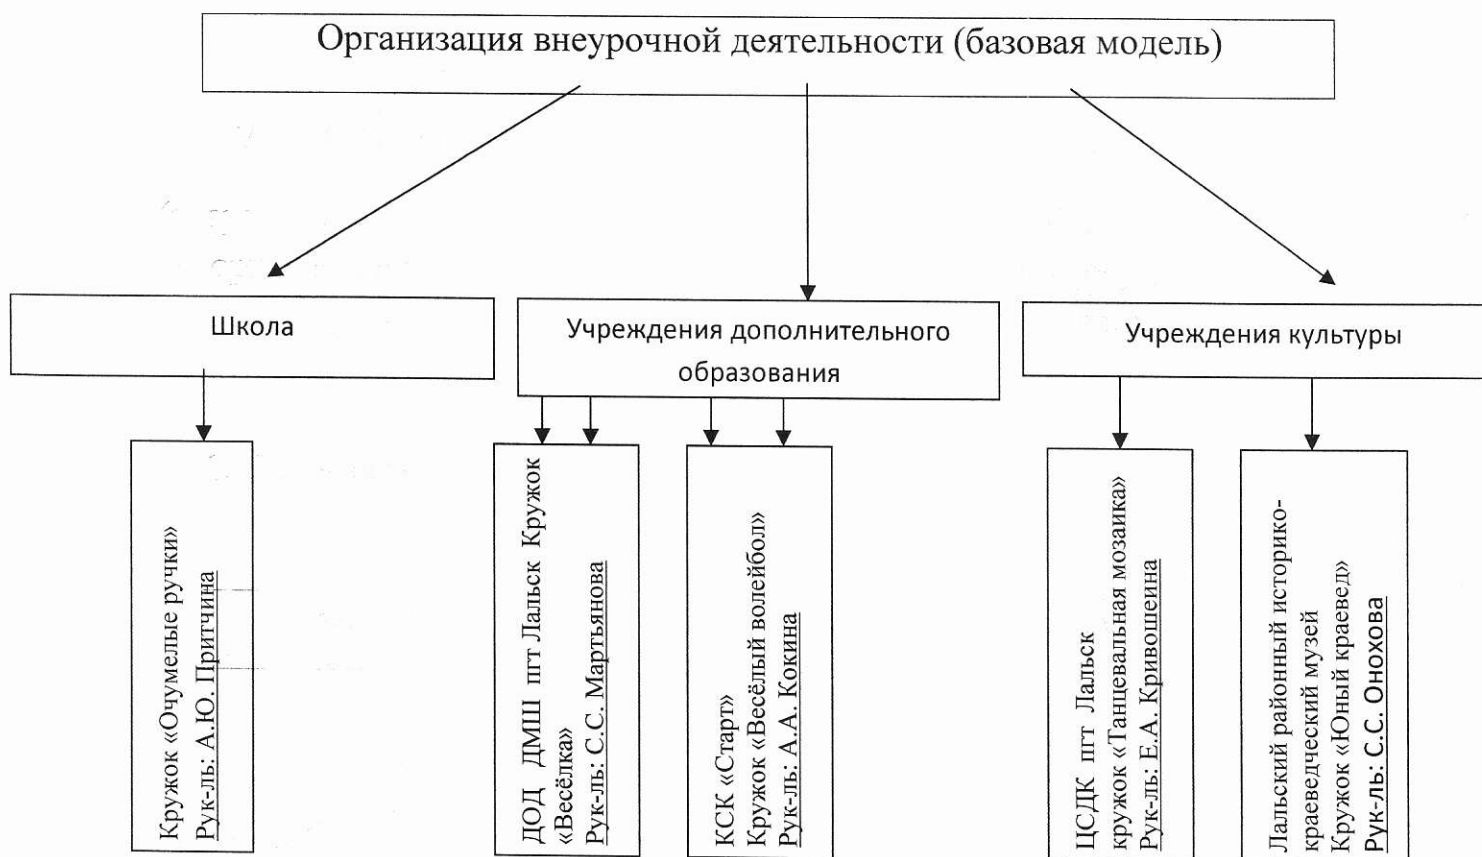 Организация внеурочной деятельности (базовая модель)
Школа
Учреждения дополнительного
образования
Учреждения культуры
Кружок «Очумелые ручки»
Рук-ль: А.Ю. Притчина
ДОД ДМШ пгт Лальск Кружок
«Весёлка»
Рук-ль: С.С. Мартьянова
КСК «Старт»
Кружок «Весёлый волейбол»
Рук-ль: А.А. Кокина
ЦСДК пгт Лальск
кружок «Танцевальная мозаика»
Рук-ль: Е.А. Кривошеина
Лальский районный историко-
краеведческий музей
Кружок «Юный краевед»
Рук-ль: С.С. Онохова